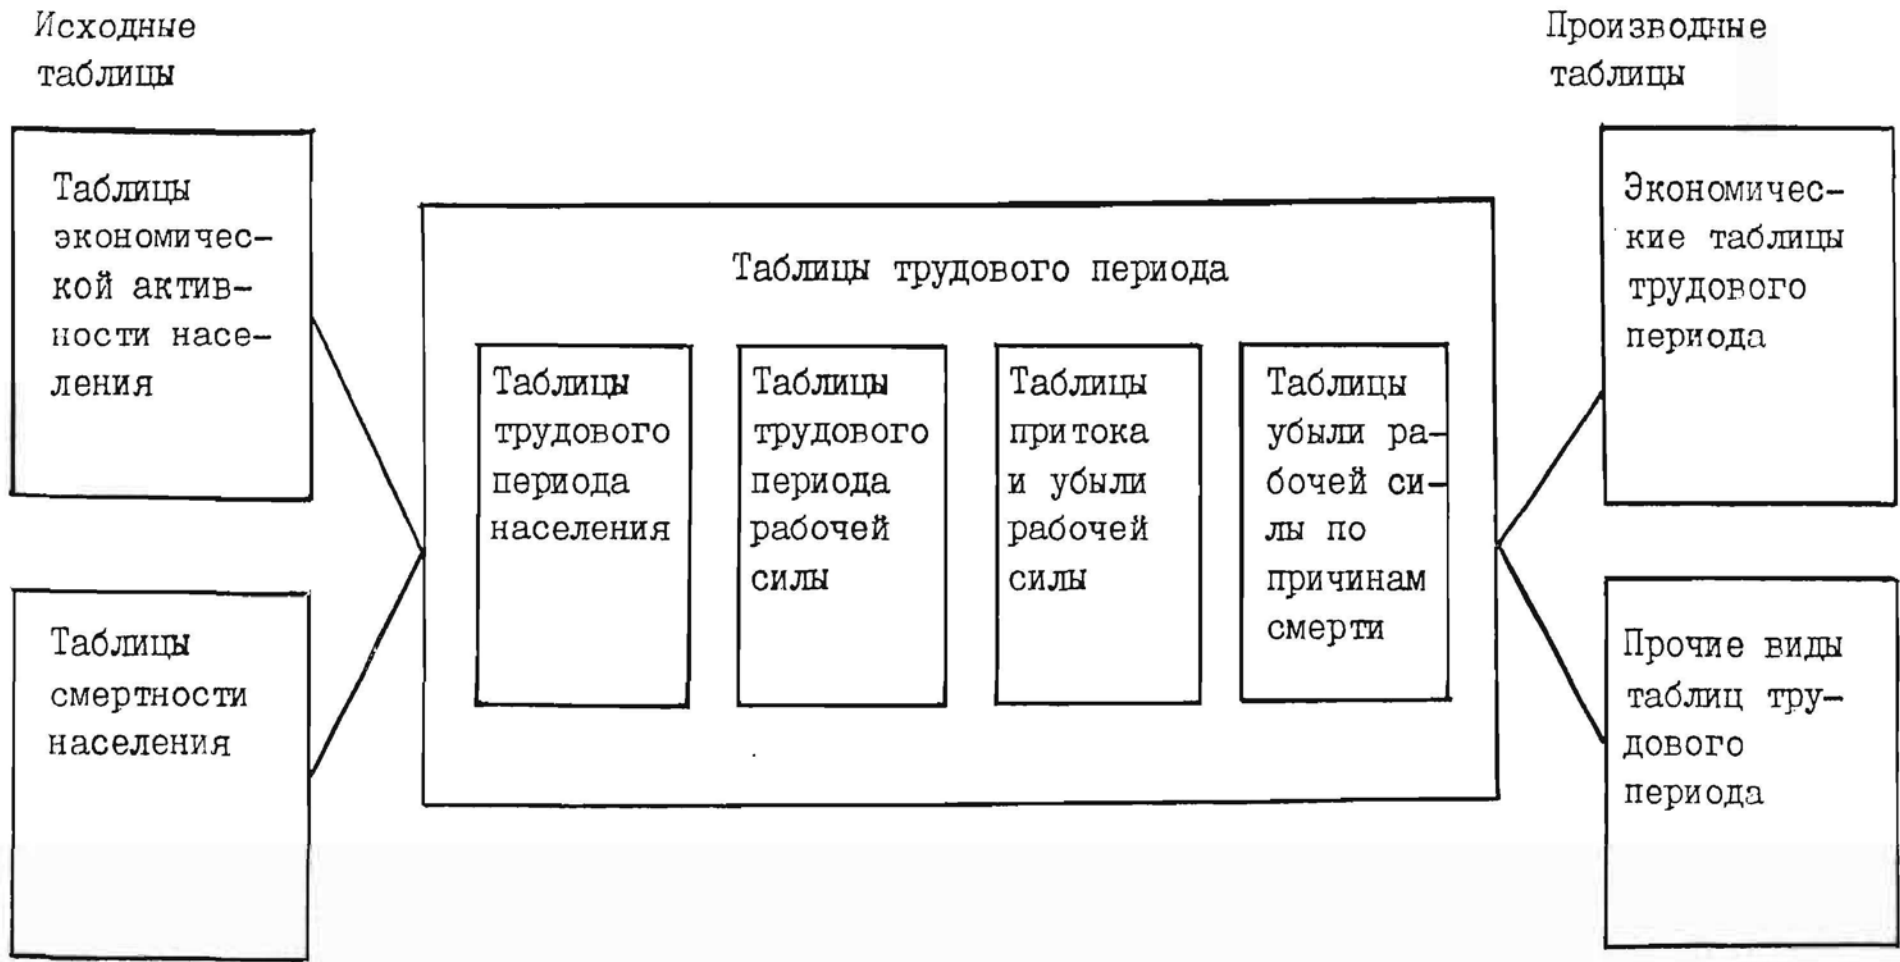 Исходные
таблицы
Таблицы
экономичес-
кой актив-
ности насе-
ления
Таблицы
смертности
населения
Таблицы трудового периода
Таблицы
трудового
периода
населения
Таблицы
трудового
периода
рабочей
силы
Таблицы
притока
и убыли
рабочей
силы
Таблицы
убыли ра-
бочей си-
лы по
причинам
смерти
Производные
таблицы
Экономичес-
кие таблицы
трудового
периода
Прочие виды
таблиц тру-
дового
периода